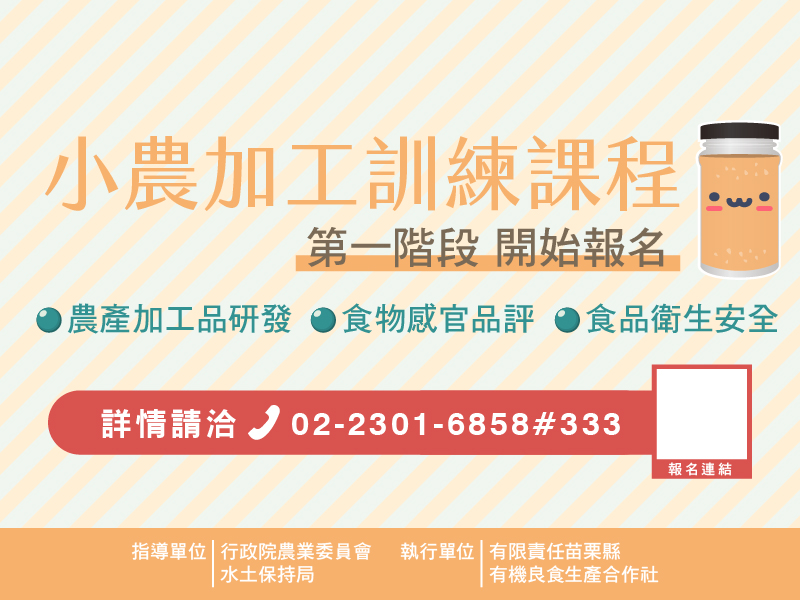 小農加工訓練課程
第一階段 開始報名
農產加工品研發 食物感官品評 食品衛生安全
詳情請洽 02-2301-6858#333
報名連結
指導單位 行政院農業委員會 執行單位 有限責任苗栗縣
水土保持局 有機良食生產合作社